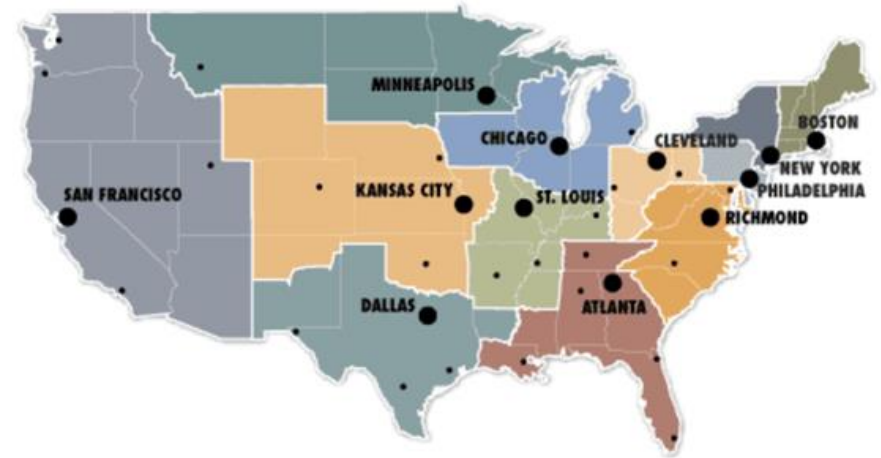 MINNEAPOLIS
CHICAGO
CLEVELAND
BOSTON
NEW YORK
PHILADELPHIA
SAN FRANCISCO
KANSAS CITY
ST. LOUIS
RICHMOND
DALLAS
ATLANTA